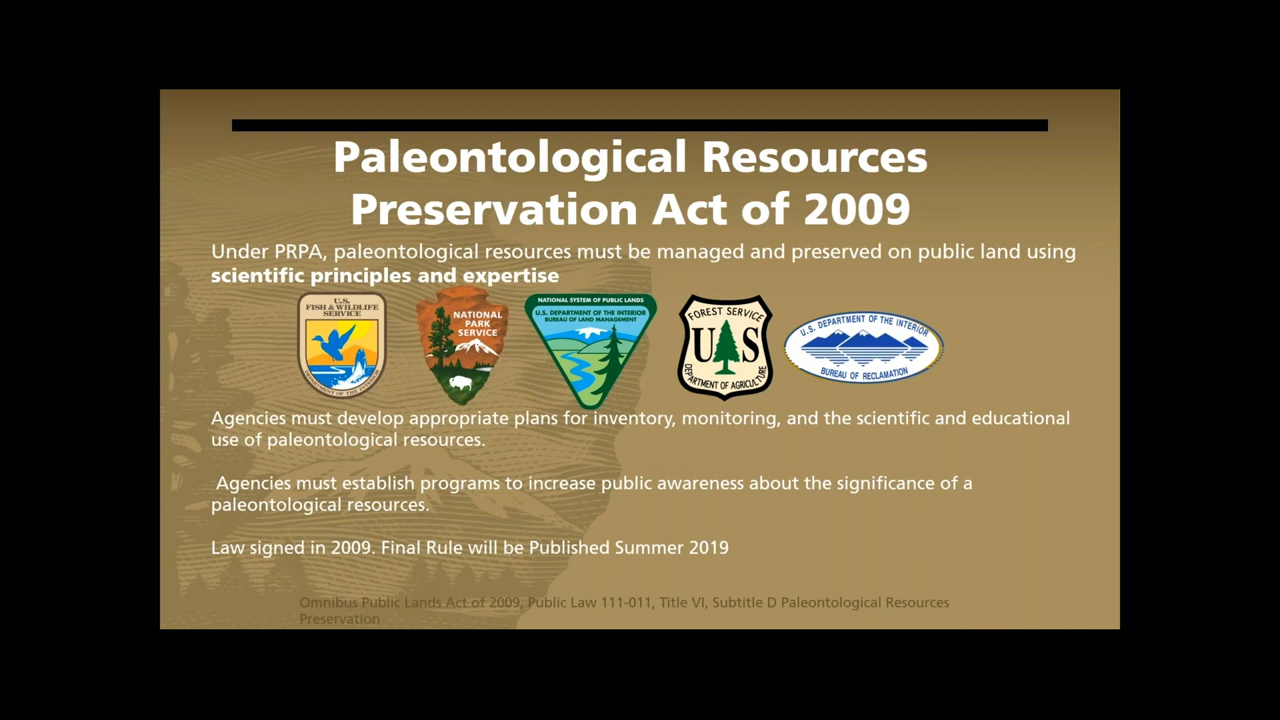 Paleontological Resources
Preservation Act of 2009
Under PRPA, paleontological resources must be managed and preserved on public land using
scientific principles and expertise
U.S.
FISH & WILDLIFE
SERVICE
DEPARTMENT OF THE INTERIOR
NATIONAL
PARK
SERVICE
NATIONAL SYSTEM OF PUBLIC LANDS
U.S. DEPARTMENT OF THE INTERIOR
BUREAU OF LAND MANAGEMENT
FOREST SERVICE
U S
DEPARTMENT OF AGRICULTURE
U.S. DEPARTMENT OF THE INTERIOR
BUREAU OF RECLAMATION
Agencies must develop appropriate plans for inventory, monitoring, and the scientific and educational
use of paleontological resources.
Agencies must establish programs to increase public awareness about the significance of a
paleontological resources.
Law signed in 2009. Final Rule will be Published Summer 2019
Omnibus Public Lands Act of 2009, Public Law 111-011, Title VI, Subtitle D Paleontological Resources
Preservation